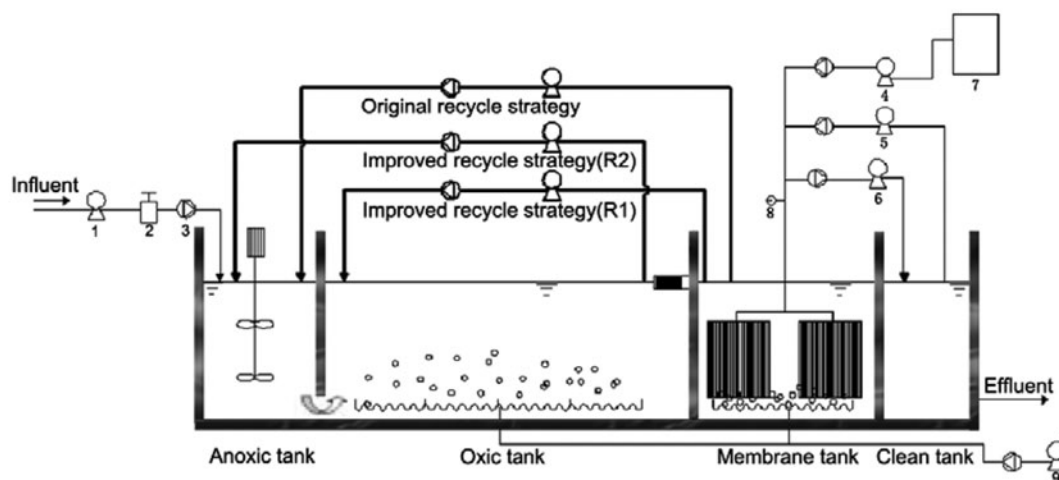 Original recycle strategy
Improved recycle strategy(R2)
Improved recycle strategy(R1)
Influent
1
2
3
4
5
6
7
8
Effluent
Anoxic tank
Oxic tank
Membrane tank
Clean tank
9